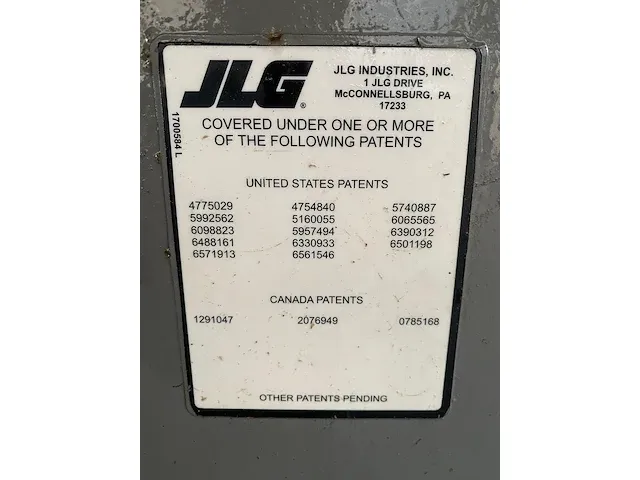 JLG®
JLG INDUSTRIES, INC.
1 JLG DRIVE
McCONNELLSBURG, PA
17233
1700584 L
COVERED UNDER ONE OR MORE
OF THE FOLLOWING PATENTS
UNITED STATES PATENTS
4775029 4754840 5740887
5992562 5160055 6065565
6098823 5957494 6390312
6488161 6330933 6501198
6571913 6561546
CANADA PATENTS
1291047 2076949 0785168
OTHER PATENTS PENDING